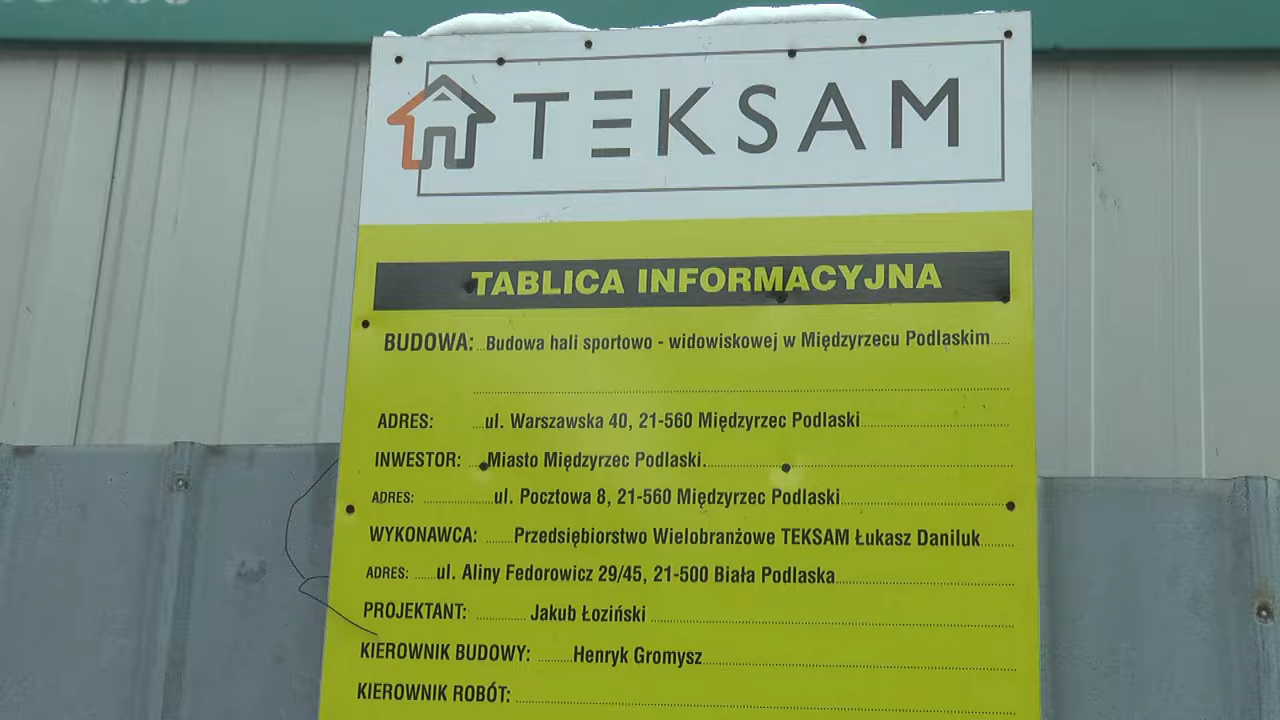 TEKSAM
TABLICA INFORMACYJNA
BUDOWA: Budowa hali sportowo - widowiskowej w Międzyrzecu Podlaskim
ADRES: ul. Warszawska 40, 21-560 Międzyrzec Podlaski
INWESTOR: Miasto Międzyrzec Podlaski.
ADRES: ul. Pocztowa 8, 21-560 Międzyrzec Podlaski
WYKONAWCA: Przedsiębiorstwo Wielobranżowe TEKSAM Łukasz Daniluk
ADRES: ul. Aliny Fedorowicz 29/45, 21-500 Biała Podlaska
PROJEKTANT: Jakub Łoziński
KIEROWNIK BUDOWY: Henryk Gromysz
KIEROWNIK ROBÓT: